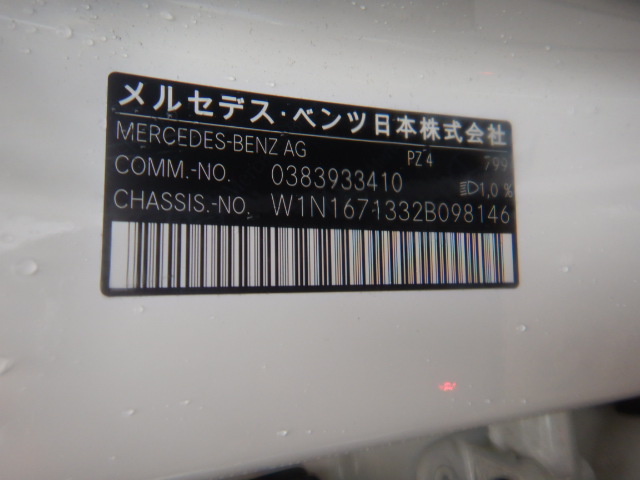 メルセデス・ベンツ日本株式会社
MERCEDES-BENZ AG PZ 4 799
COMM.-NO. 0383933410 1,0 %
CHASSIS.-NO. W1N1671332B098146